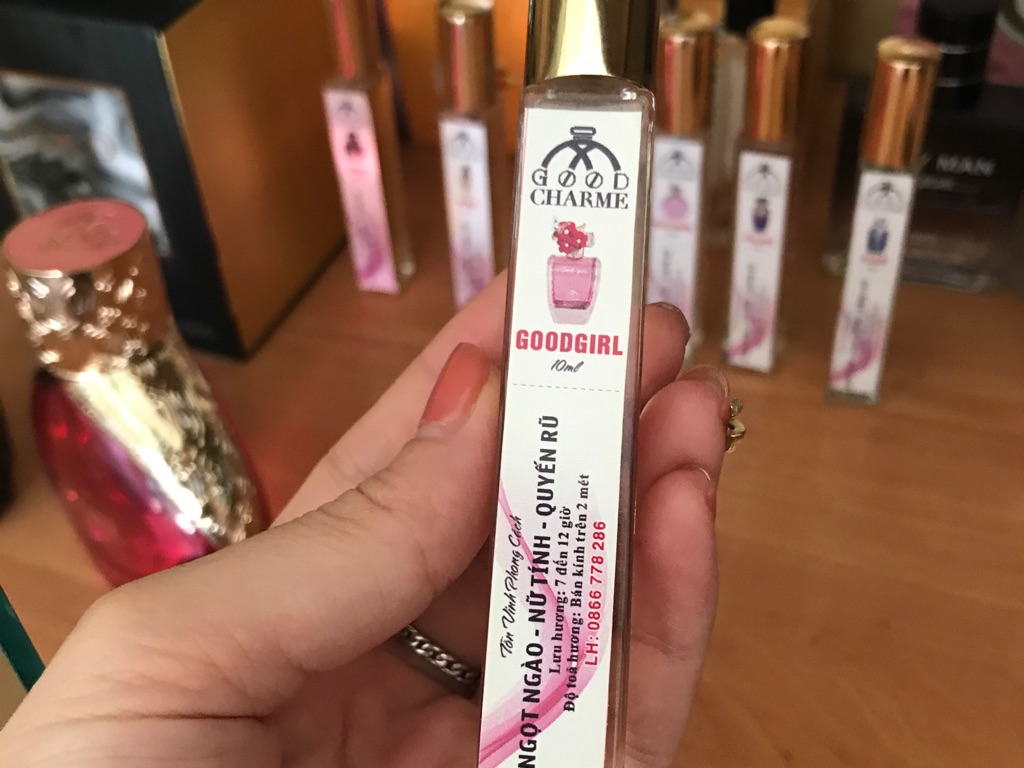 GOOD
CHARME
GOODGIRL
10ml
Tôn Vinh Phong Cách
NGỌT NGÀO - NỮ TÍNH - QUYẾN RŨ
Lưu hương: 7 đến 12 giờ
Độ toả hương: Bán kính trên 2 mét
LH: 0866 778 286
MAN